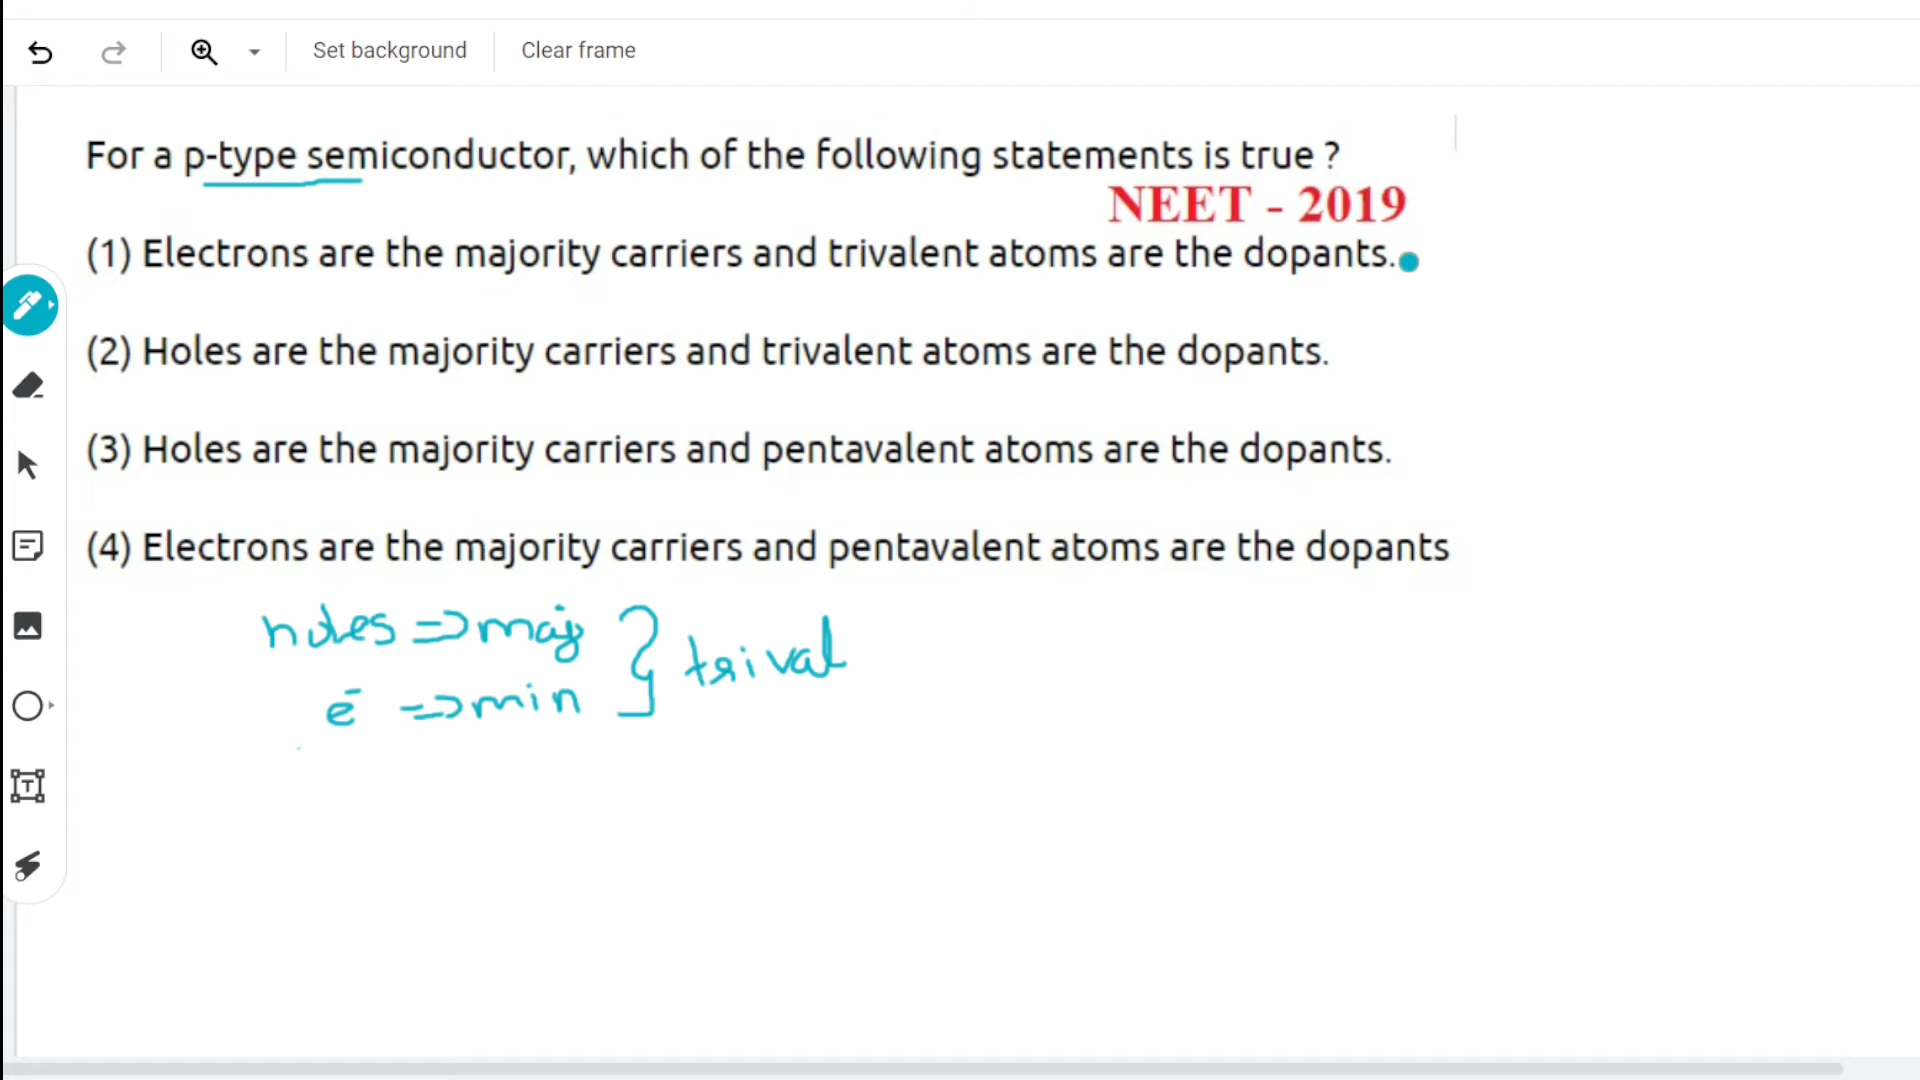 Set background Clear frame
For a p-type semiconductor, which of the following statements is true ?
NEET - 2019
(1) Electrons are the majority carriers and trivalent atoms are the dopants.
(2) Holes are the majority carriers and trivalent atoms are the dopants.
(3) Holes are the majority carriers and pentavalent atoms are the dopants.
(4) Electrons are the majority carriers and pentavalent atoms are the dopants
holes => maj } trival
ē => min